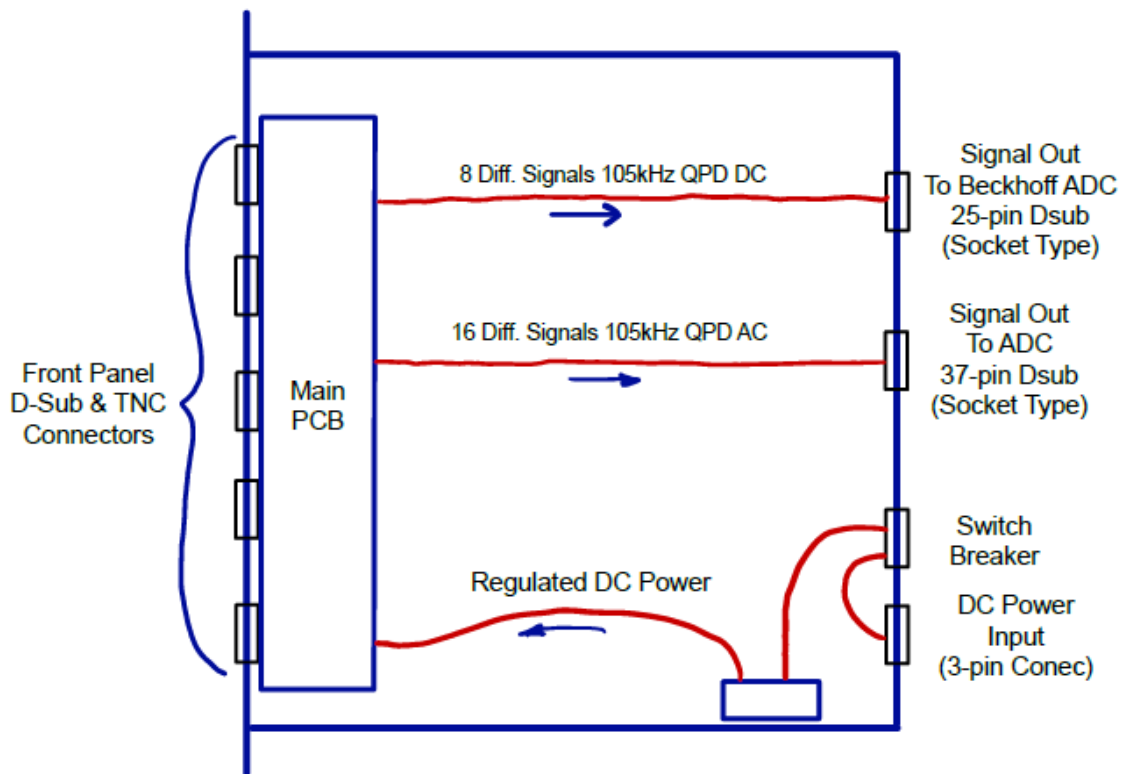 8 Diff. Signals 105kHz QPD DC
Signal Out
To Beckhoff ADC
25-pin Dsub
(Socket Type)
16 Diff. Signals 105kHz QPD AC
Signal Out
To ADC
37-pin Dsub
(Socket Type)
Front Panel
D-Sub & TNC
Connectors
Main
PCB
Switch
Breaker
Regulated DC Power
DC Power
Input
(3-pin Conec)